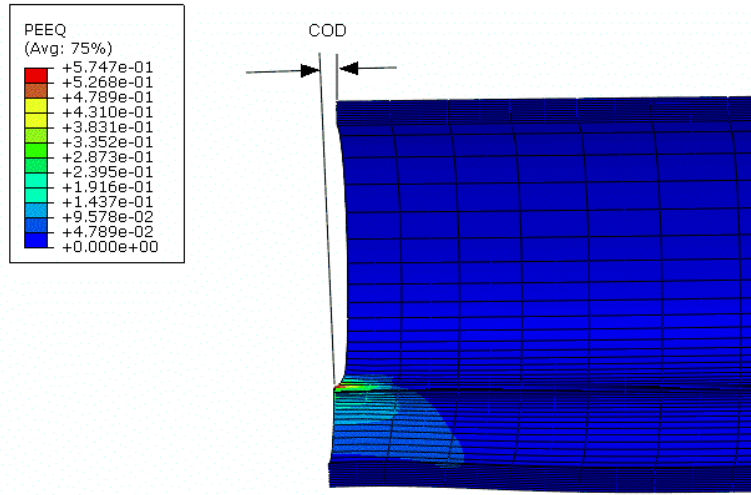 PEEQ
(Avg: 75%)
+5.747e-01
+5.268e-01
+4.789e-01
+4.310e-01
+3.831e-01
+3.352e-01
+2.873e-01
+2.395e-01
+1.916e-01
+1.437e-01
+9.578e-02
+4.789e-02
+0.000e+00
COD